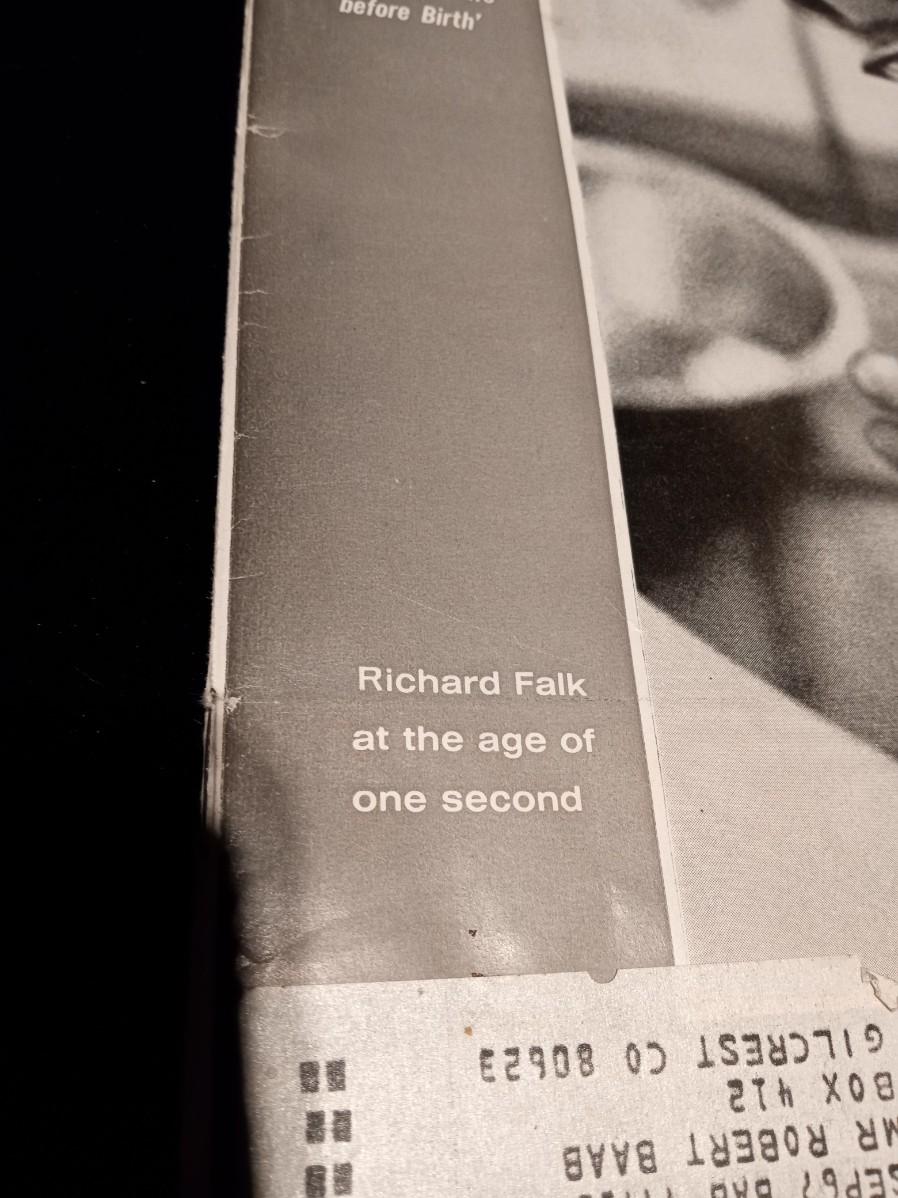 before Birth'
Richard Falk
at the age of
one second
MR ROBERT BAAB
BOX 412
GILCREST CO 80623